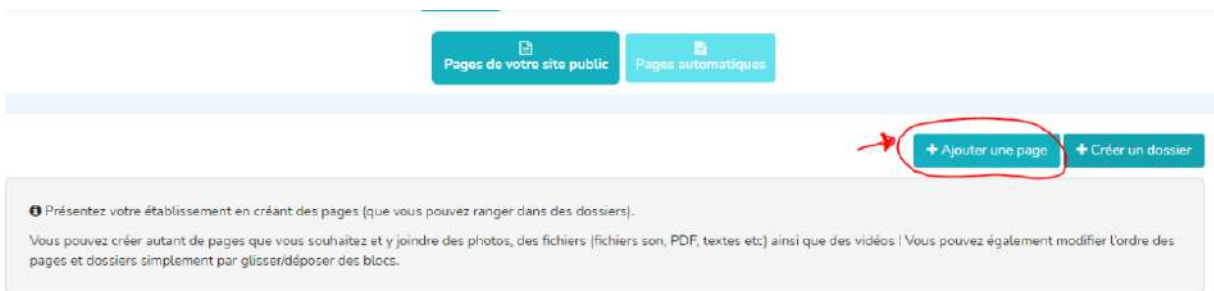 Pages de votre site public
Pages automatiques
+ Ajouter une page
+ Créer un dossier
Présentez votre établissement en créant des pages (que vous pouvez ranger dans des dossiers).
Vous pouvez créer autant de pages que vous souhaitez et y joindre des photos, des fichiers (fichiers son, PDF, textes etc) ainsi que des vidéos ! Vous pouvez également modifier l'ordre des
pages et dossiers simplement par glisser/déposer des blocs.